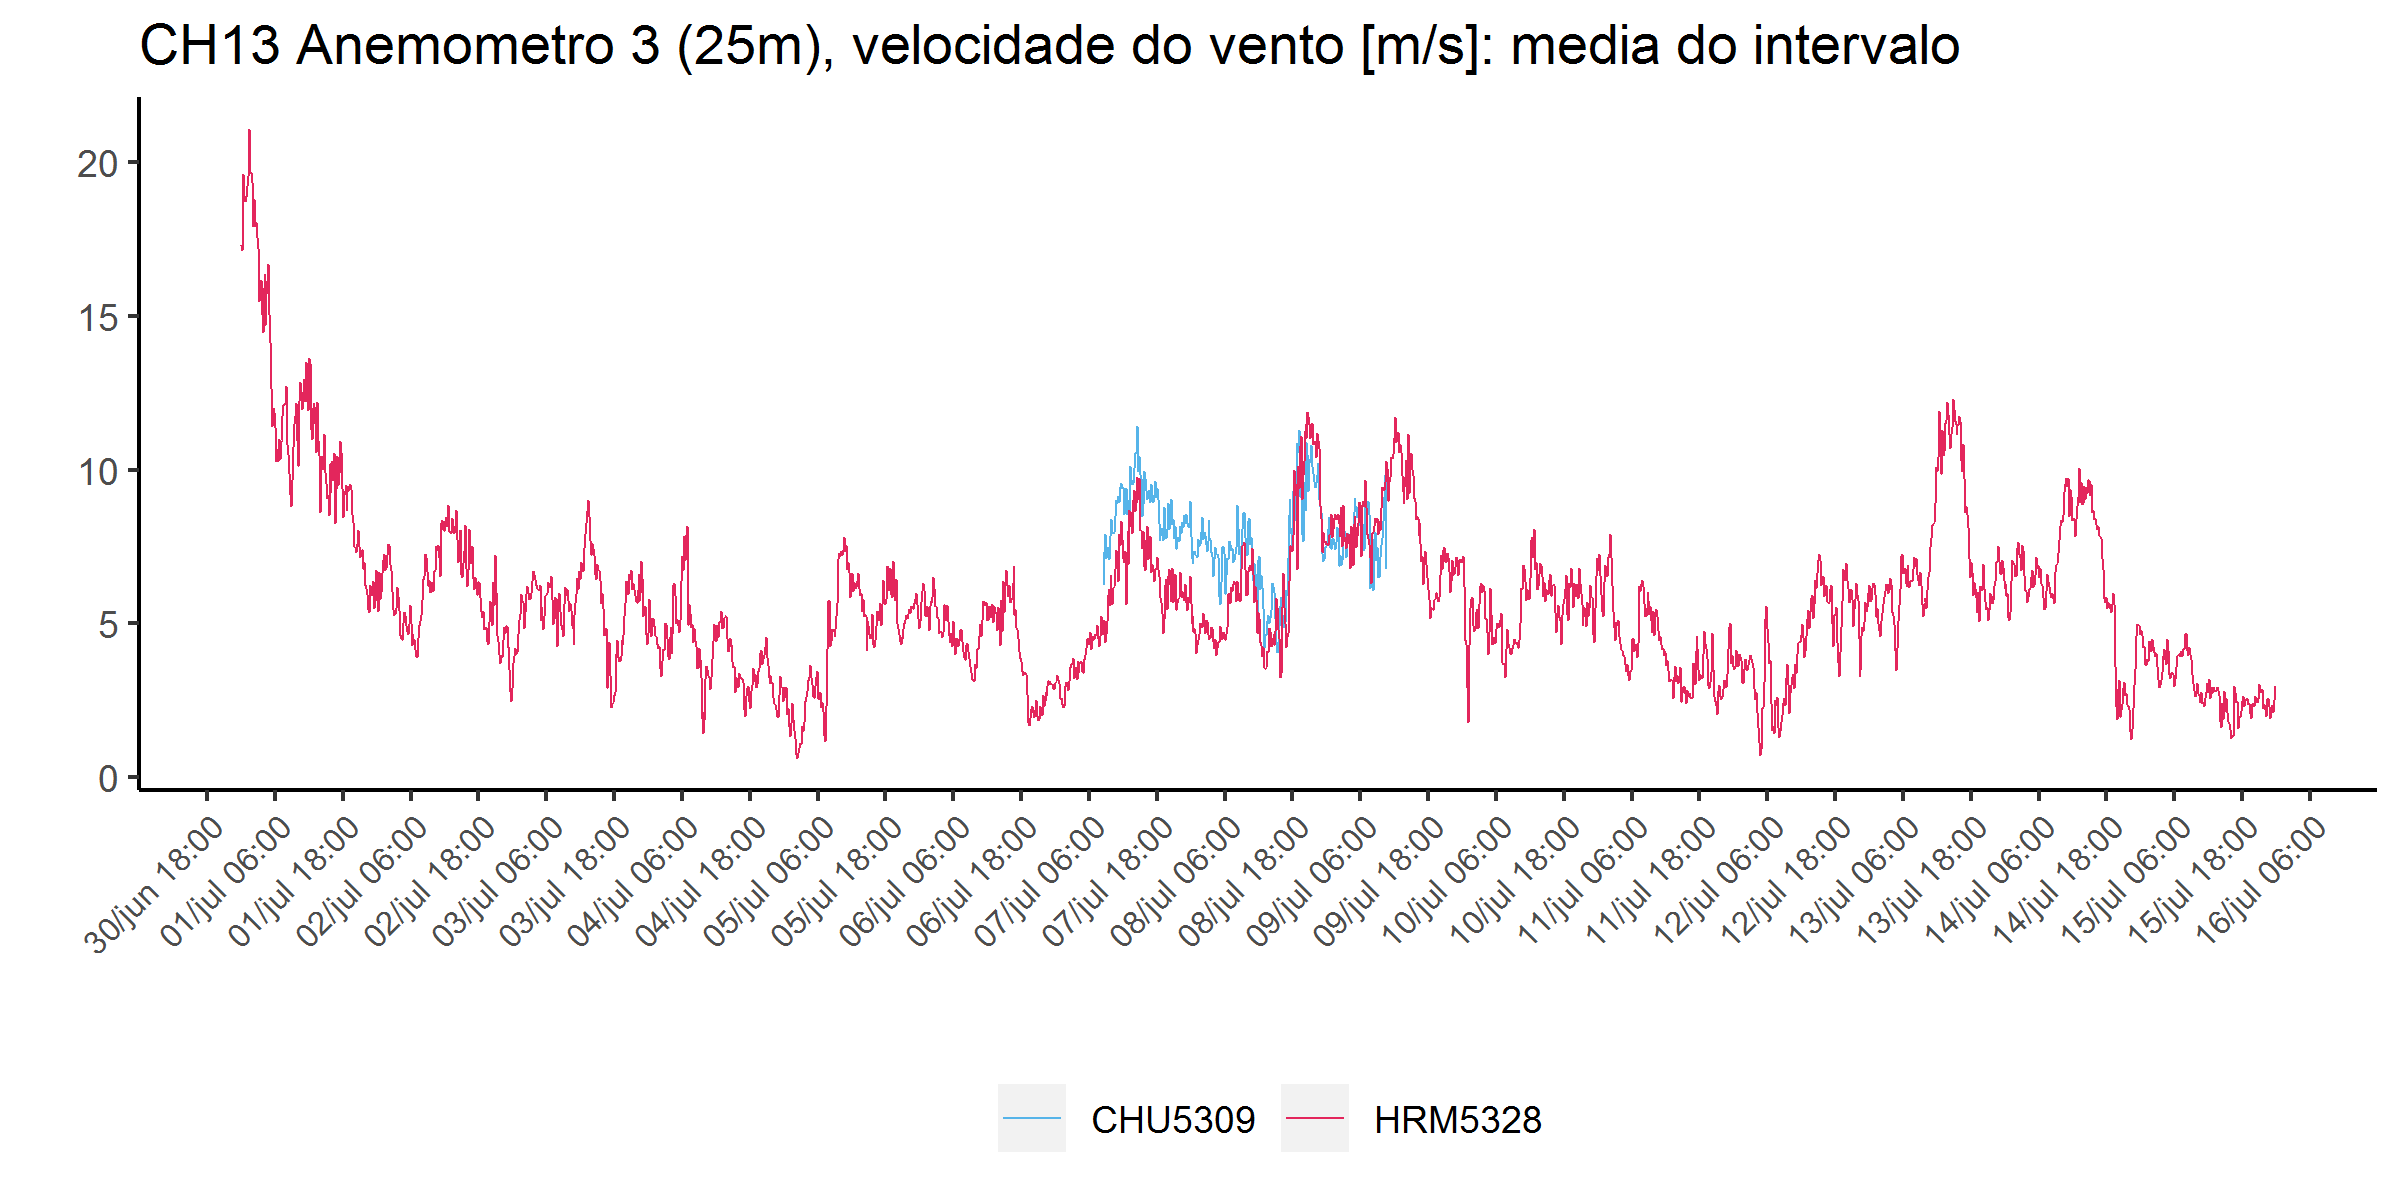 CH13 Anemometro 3 (25m), velocidade do vento [m/s]: media do intervalo
20
15
10
5
0
30/jun 18:00
01/jul 06:00
01/jul 18:00
02/jul 06:00
02/jul 18:00
03/jul 06:00
03/jul 18:00
04/jul 06:00
04/jul 18:00
05/jul 06:00
05/jul 18:00
06/jul 06:00
06/jul 18:00
07/jul 06:00
07/jul 18:00
08/jul 06:00
08/jul 18:00
09/jul 06:00
09/jul 18:00
10/jul 06:00
10/jul 18:00
11/jul 06:00
11/jul 18:00
12/jul 06:00
12/jul 18:00
13/jul 06:00
13/jul 18:00
14/jul 06:00
14/jul 18:00
15/jul 06:00
15/jul 18:00
16/jul 06:00
CHU5309
HRM5328